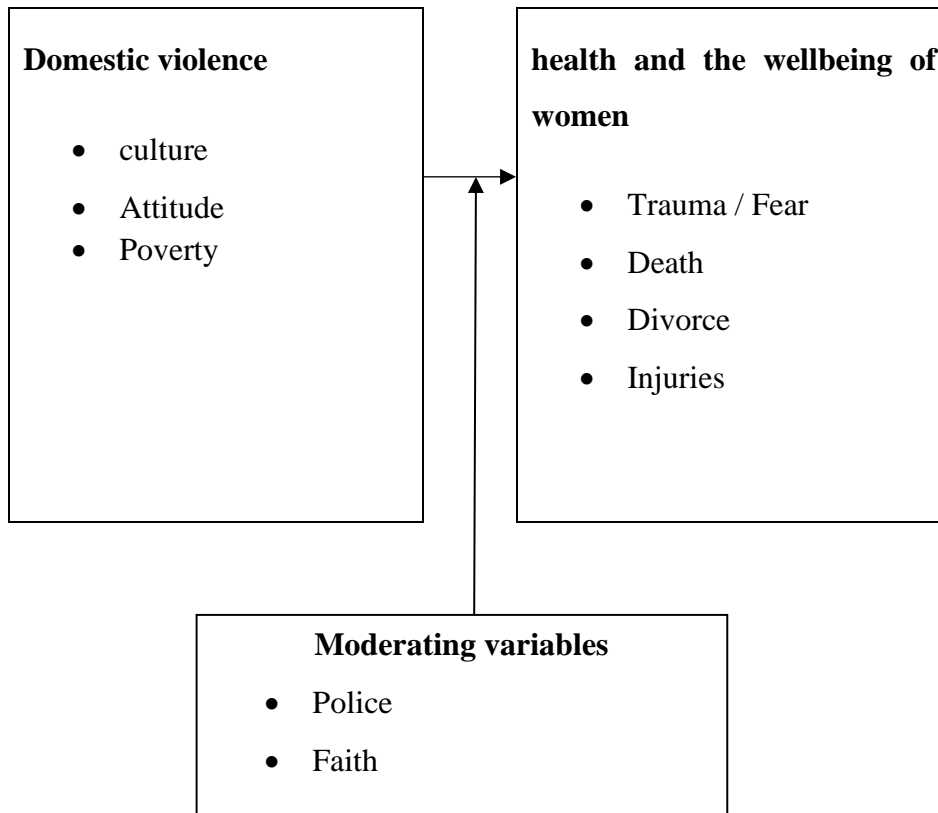 Domestic violence
• culture
• Attitude
• Poverty
health and the wellbeing of
women
• Trauma / Fear
• Death
• Divorce
• Injuries
Moderating variables
• Police
• Faith